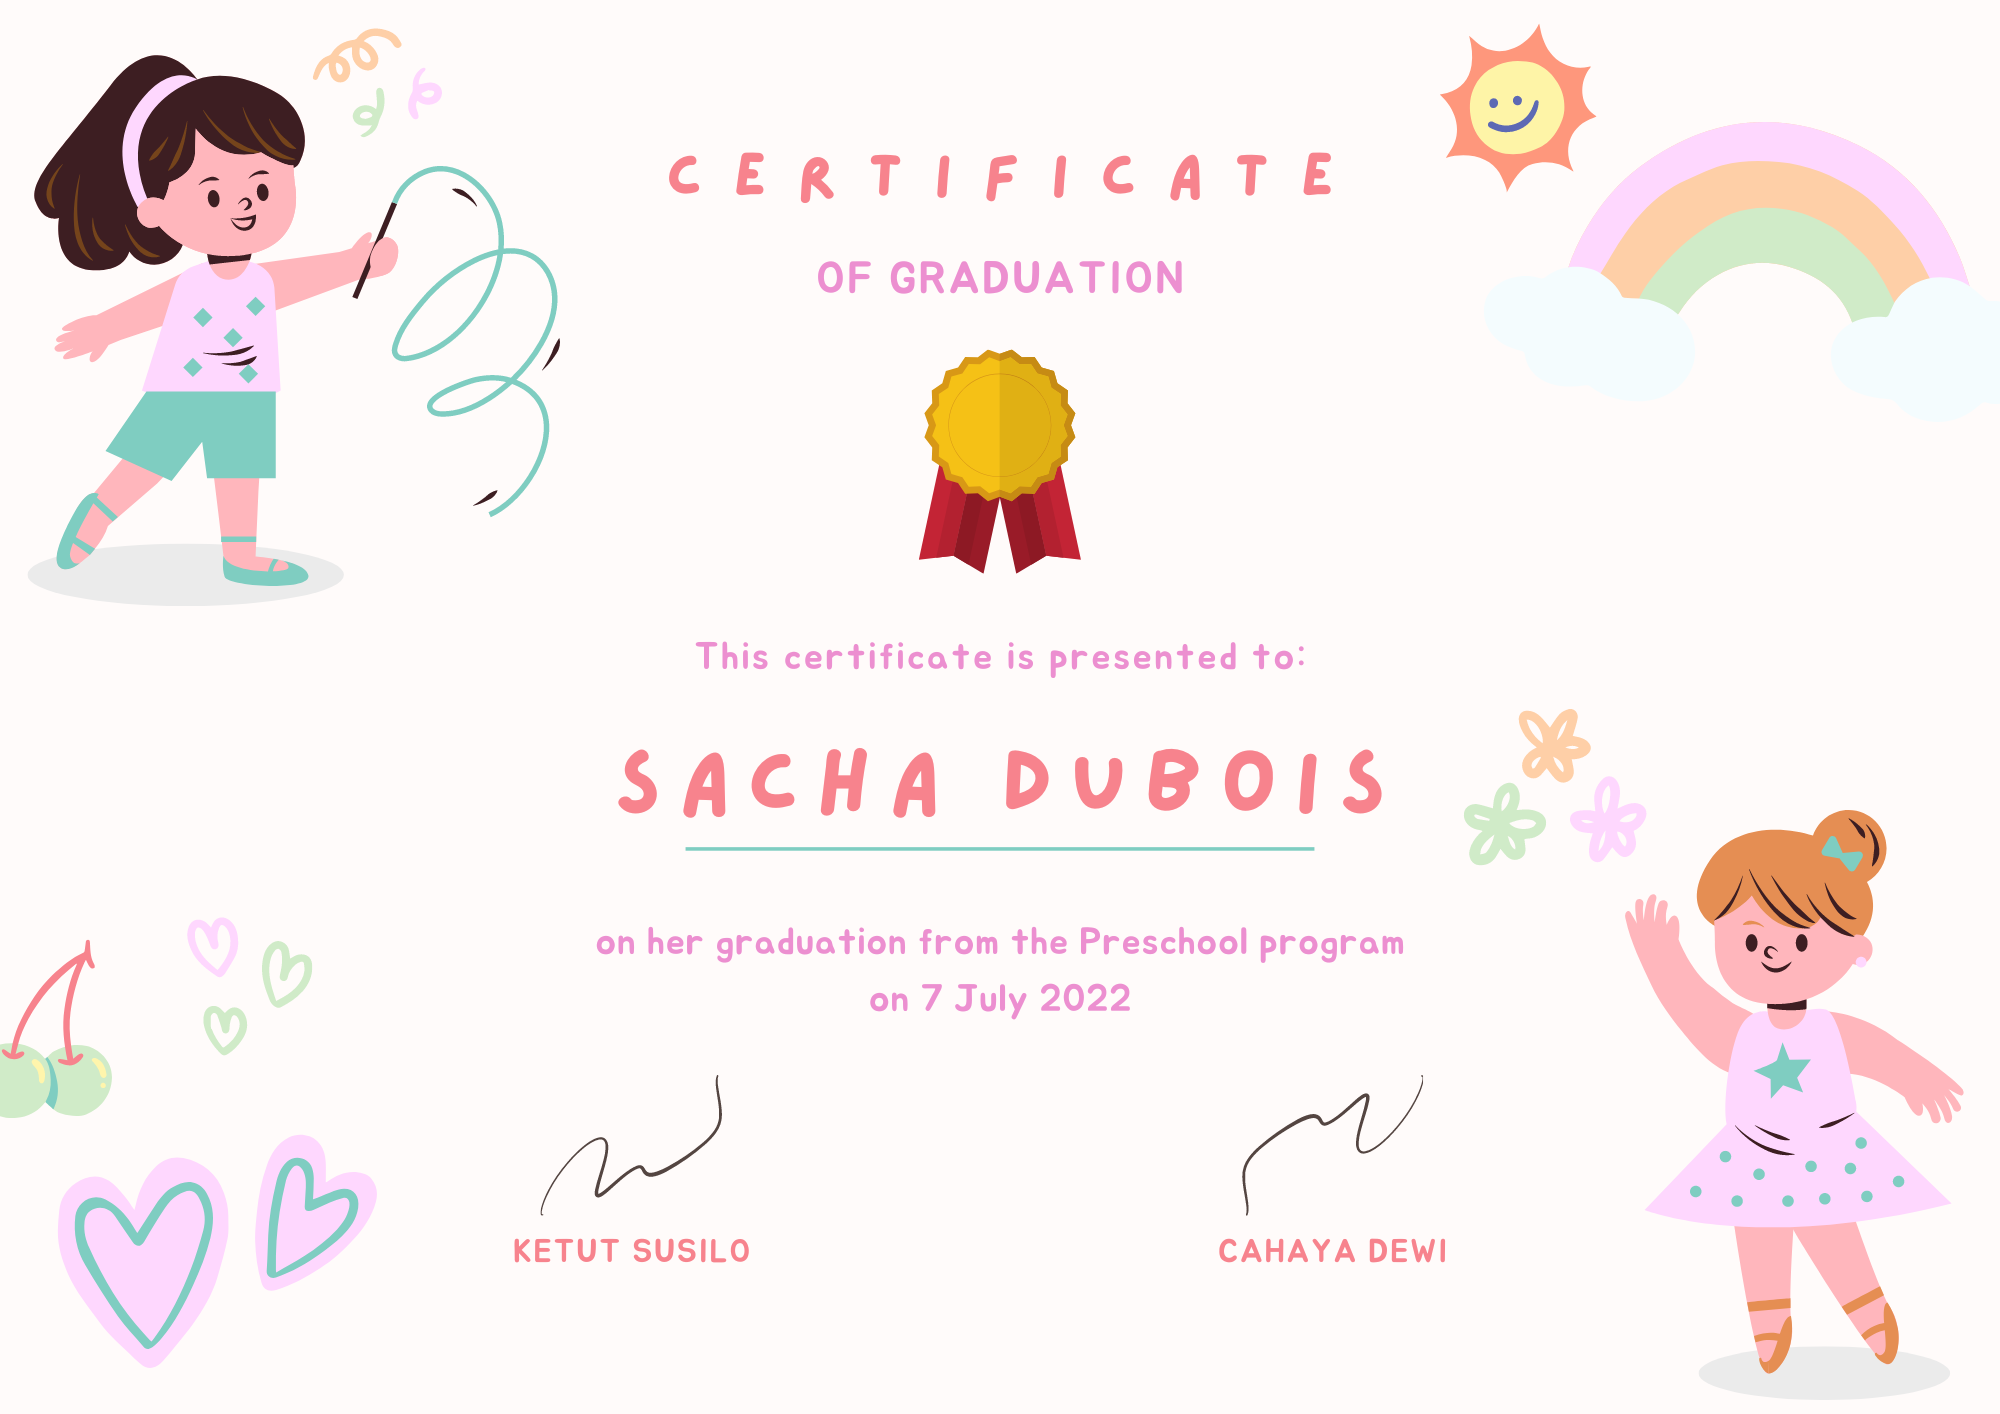 CERTIFICATE
OF GRADUATION
This certificate is presented to:
SACHA DUBOIS
on her graduation from the Preschool program
on 7 July 2022
KETUT SUSILO
CAHAYA DEWI